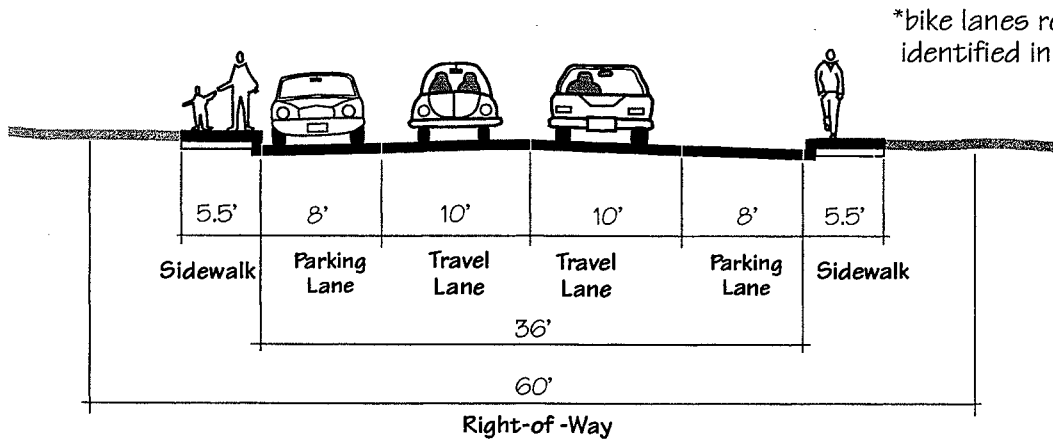 *bike lanes
identified in
5.5' 8' 10' 10' 8' 5.5'
Sidewalk Parking Lane Travel Lane Travel Lane Parking Lane Sidewalk
36'
60'
Right-of -Way